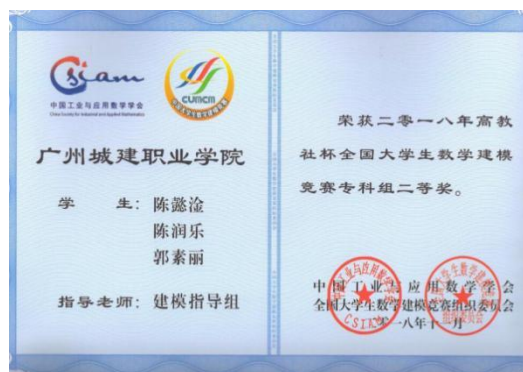 Csiam
中国工业与应用数学学会
China Society for Industrial and Applied Mathematics
CUMCM
广州城建职业学院
学 生：陈懿淦
陈润乐
郭素丽
指导老师：建模指导组
荣获二零一八年高教
社杯全国大学生数学建模
竞赛专科组二等奖。
中国工业与应用数学学会
全国大学生数学建模竞赛组织委员会
二零一八年十一月